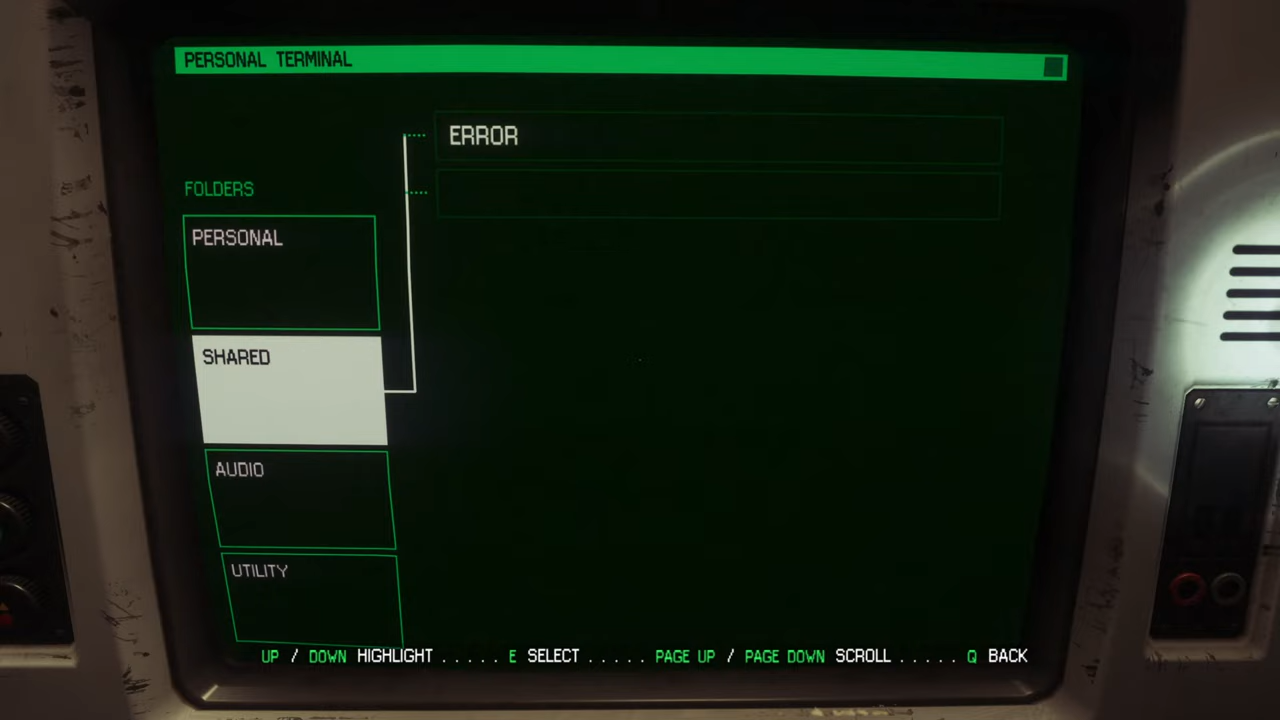 PERSONAL TERMINAL
ERROR
FOLDERS
PERSONAL
SHARED
AUDIO
UTILITY
UP / DOWN HIGHLIGHT ..... E SELECT ..... PAGE UP / PAGE DOWN SCROLL ..... Q BACK